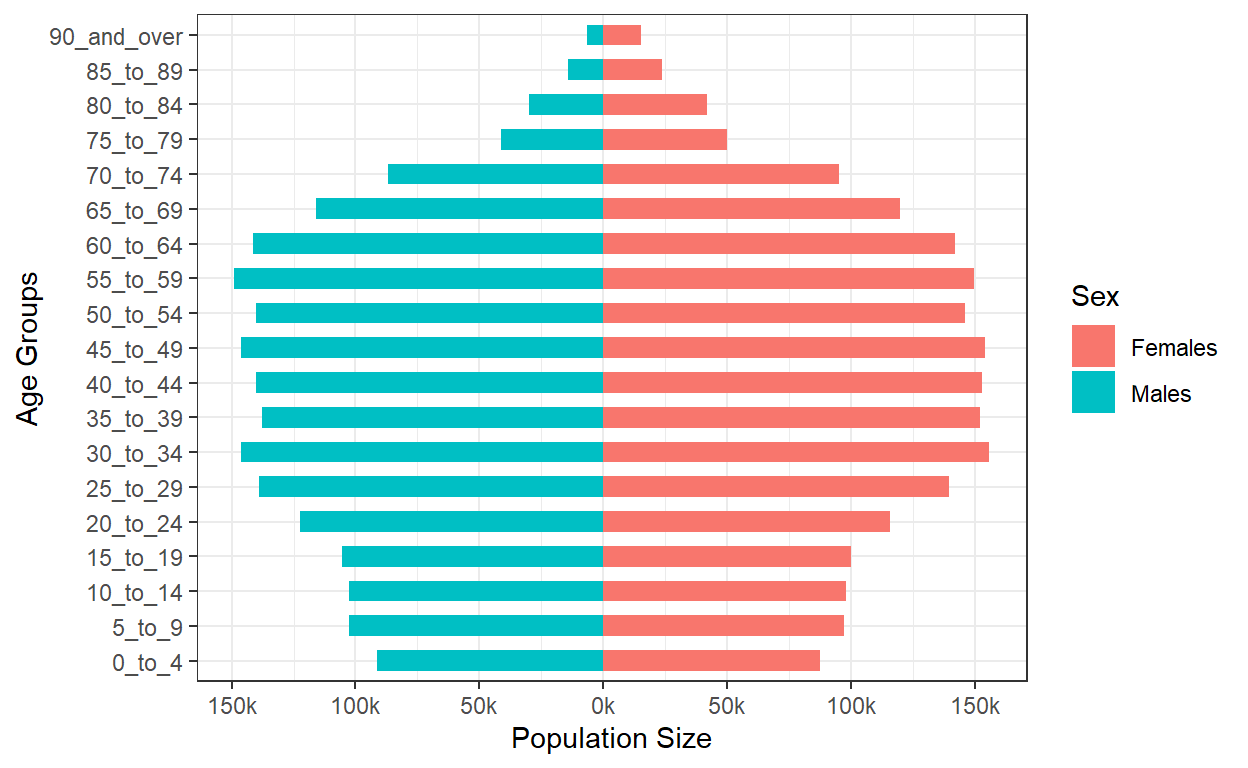 90_and_over
85_to_89
80_to_84
75_to_79
70_to_74
65_to_69
60_to_64
55_to_59
50_to_54
45_to_49
40_to_44
35_to_39
30_to_34
25_to_29
20_to_24
15_to_19
10_to_14
5_to_9
0_to_4
Age Groups
150k 100k 50k 0k 50k 100k 150k
Population Size
Sex
Females
Males